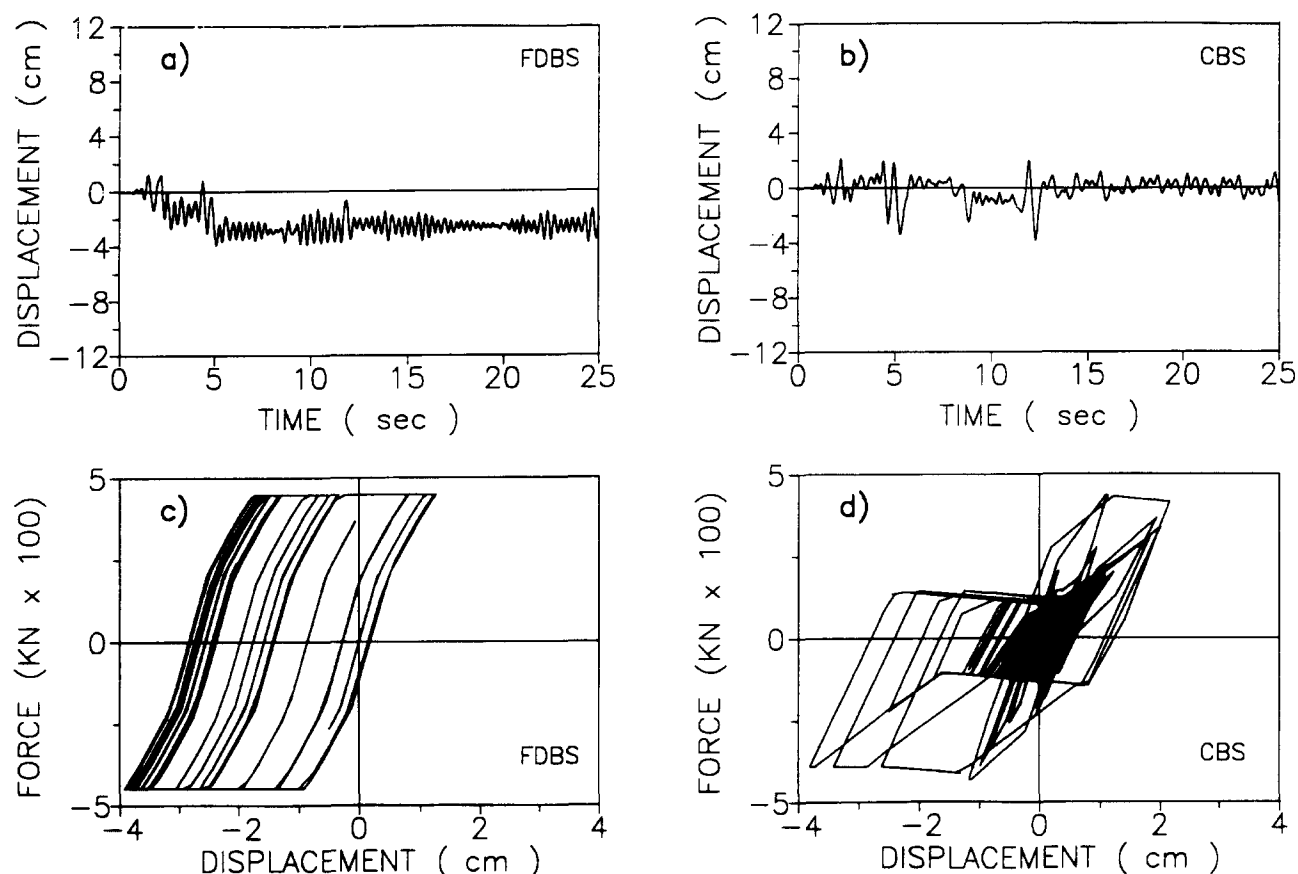 a)
FDBS
DISPLACEMENT (cm)
12
8
4
0
−4
−8
−12
0 5 10 15 20 25
TIME ( sec )
b)
CBS
DISPLACEMENT (cm)
12
8
4
0
−4
−8
−12
0 5 10 15 20 25
TIME ( sec )
c)
FDBS
FORCE (KN x 100)
5
0
−5
−4 −2 0 2 4
DISPLACEMENT ( cm )
d)
CBS
FORCE (KN x 100)
5
0
−5
−4 −2 0 2 4
DISPLACEMENT ( cm )